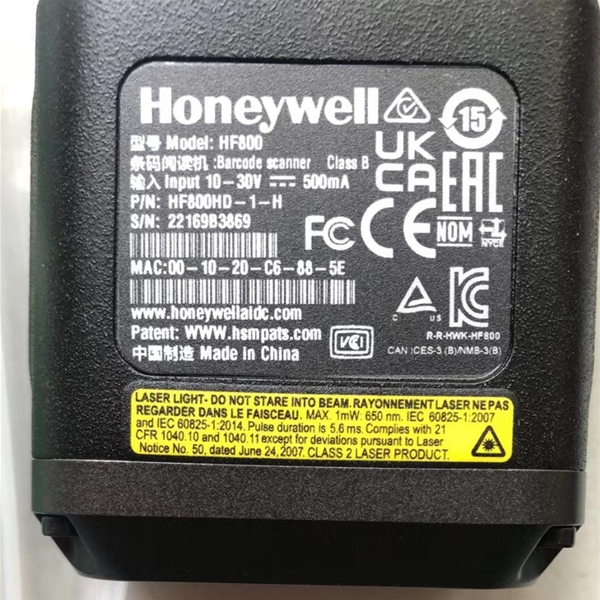 Honeywell
15
型号 Model: HF800
条码阅读机 :Barcode scanner Class B
输入 Input 10-30V 500mA
P/N: HF800HD-1-H
S/N: 22169B3869
MAC:00-10-20-C6-88-5E
www.honeywellaidc.com
Patent: WWW.hsmpats.com
中国制造 Made in China
UK
CA
EAC
FC
CE
NOM
NYCE
C US
R-R-HWK-HF800
VCI
CAN ICES-3 (B)/NMB-3(B)
LASER LIGHT- DO NOT STARE INTO BEAM. RAYONNEMENT LASER NE PAS
REGARDER DANS LE FAISCEAU. MAX. 1mW: 650 nm. IEC 60825-1:2007
and IEC 60825-1:2014. Pulse duration is 5.6 ms. Complies with 21
CFR 1040.10 and 1040.11 except for deviations pursuant to Laser
Notice No. 50, dated June 24, 2007. CLASS 2 LASER PRODUCT.